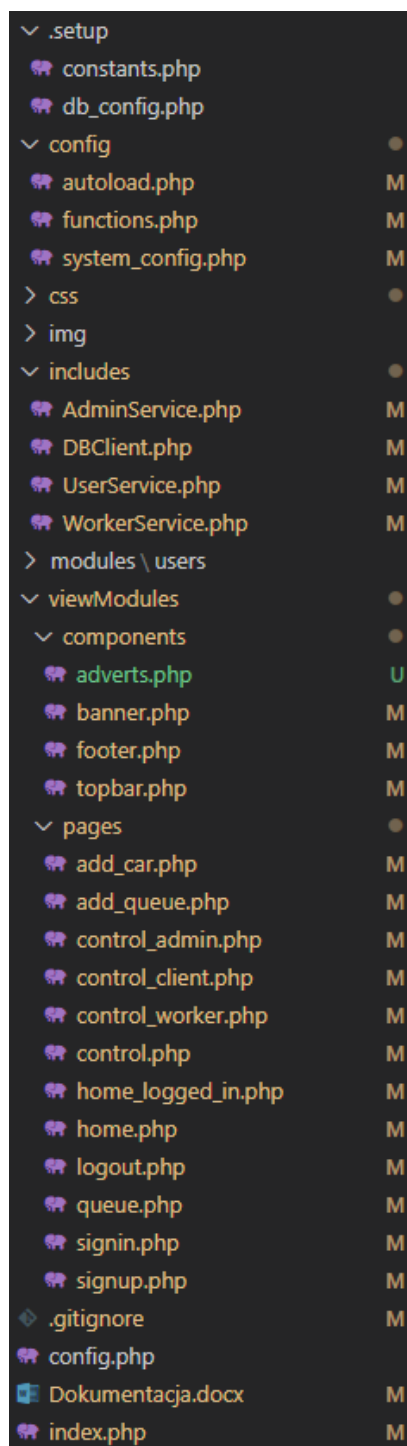 .setup
constants.php
db_config.php
config
autoload.php M
functions.php M
system_config.php M
css
img
includes
AdminService.php M
DBClient.php M
UserService.php M
WorkerService.php M
modules \ users
viewModules
components
adverts.php U
banner.php M
footer.php M
topbar.php M
pages
add_car.php M
add_queue.php M
control_admin.php M
control_client.php M
control_worker.php M
control.php M
home_logged_in.php M
home.php M
logout.php M
queue.php M
signin.php M
signup.php M
.gitignore M
config.php
Dokumentacja.docx M
index.php M